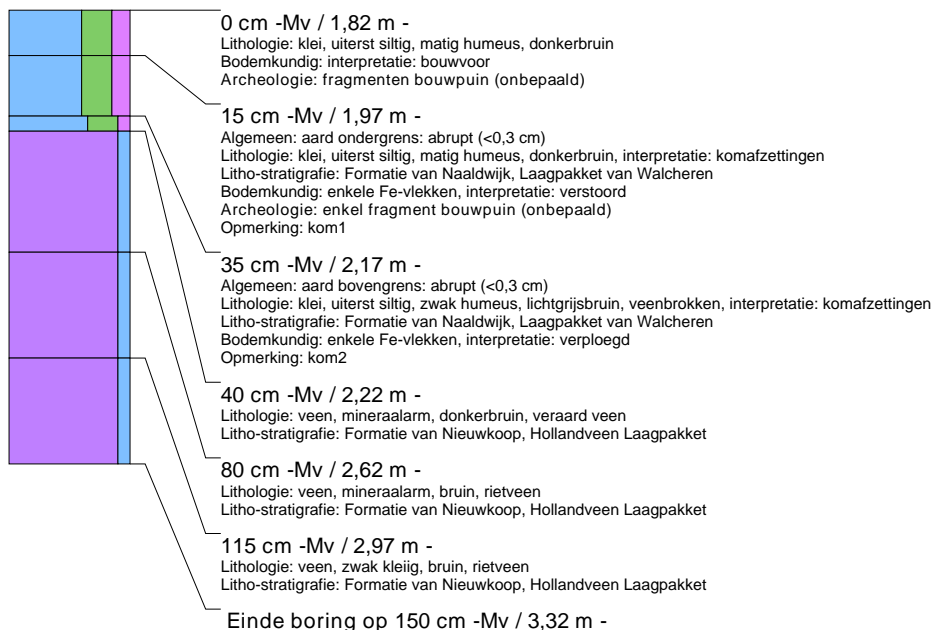 0 cm -Mv / 1,82 m -
Lithologie: klei, uiterst siltig, matig humeus, donkerbruin
Bodemkundig: interpretatie: bouwvoor
Archeologie: fragmenten bouwpuin (onbepaald)
15 cm -Mv / 1,97 m -
Algemeen: aard ondergrens: abrupt (<0,3 cm)
Lithologie: klei, uiterst siltig, matig humeus, donkerbruin, interpretatie: komafzettingen
Litho-stratigrafie: Formatie van Naaldwijk, Laagpakket van Walcheren
Bodemkundig: enkele Fe-vlekken, interpretatie: verstoord
Archeologie: enkel fragment bouwpuin (onbepaald)
Opmerking: kom1
35 cm -Mv / 2,17 m -
Algemeen: aard bovengrens: abrupt (<0,3 cm)
Lithologie: klei, uiterst siltig, zwak humeus, lichtgrijsbruin, veenbrokken, interpretatie: komafzettingen
Litho-stratigrafie: Formatie van Naaldwijk, Laagpakket van Walcheren
Bodemkundig: enkele Fe-vlekken, interpretatie: verploegd
Opmerking: kom2
40 cm -Mv / 2,22 m -
Lithologie: veen, mineraalarm, donkerbruin, veraard veen
Litho-stratigrafie: Formatie van Nieuwkoop, Hollandveen Laagpakket
80 cm -Mv / 2,62 m -
Lithologie: veen, mineraalarm, bruin, rietveen
Litho-stratigrafie: Formatie van Nieuwkoop, Hollandveen Laagpakket
115 cm -Mv / 2,97 m -
Lithologie: veen, zwak kleiig, bruin, rietveen
Litho-stratigrafie: Formatie van Nieuwkoop, Hollandveen Laagpakket
Einde boring op 150 cm -Mv / 3,32 m -